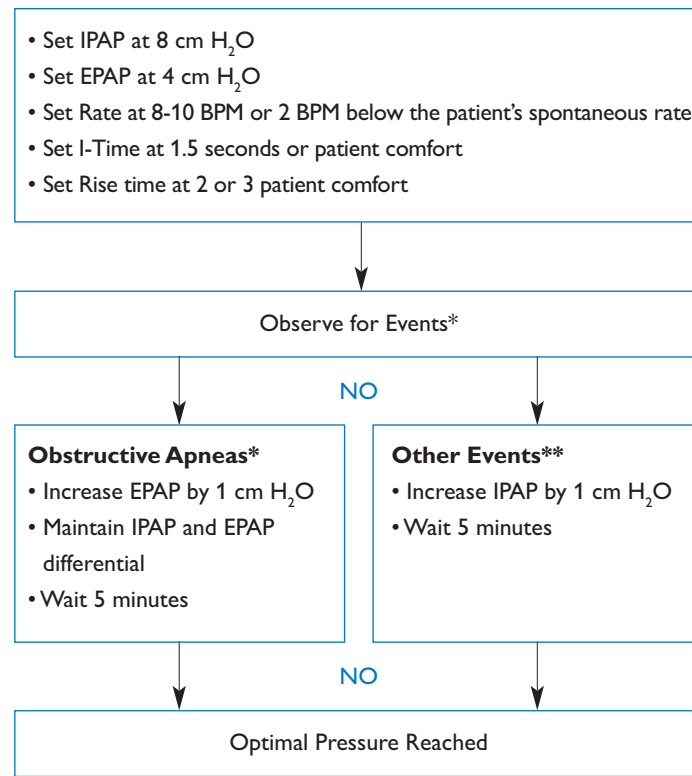 • Set IPAP at 8 cm H₂O
• Set EPAP at 4 cm H₂O
• Set Rate at 8-10 BPM or 2 BPM below the patient’s spontaneous rate
• Set I-Time at 1.5 seconds or patient comfort
• Set Rise time at 2 or 3 patient comfort
Observe for Events*
NO
Obstructive Apneas*
• Increase EPAP by 1 cm H₂O
• Maintain IPAP and EPAP
differential
• Wait 5 minutes
Other Events**
• Increase IPAP by 1 cm H₂O
• Wait 5 minutes
NO
Optimal Pressure Reached